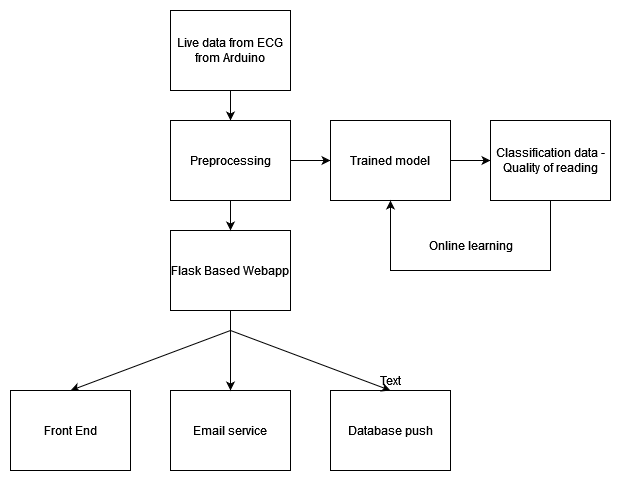 Live data from ECG
from Arduino
Preprocessing
Trained model
Classification data -
Quality of reading
Online learning
Flask Based Webapp
Text
Front End
Email service
Database push